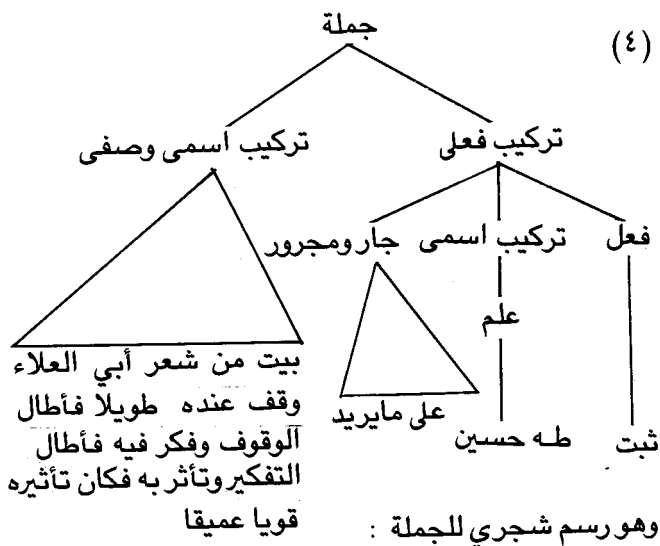 (٤)
جملة
تركيب فعلى
تركيب اسمى وصفى
فعل
تركيب اسمى
جار ومجرور
علم
ثبت
طه حسين
على مايريد
بيت من شعر أبي العلاء
وقف عنده طويلا فأطال
الوقوف وفكر فيه فأطال
التفكير وتأثر به فكان تأثيره
قويا عميقا
وهو رسم شجري للجملة :